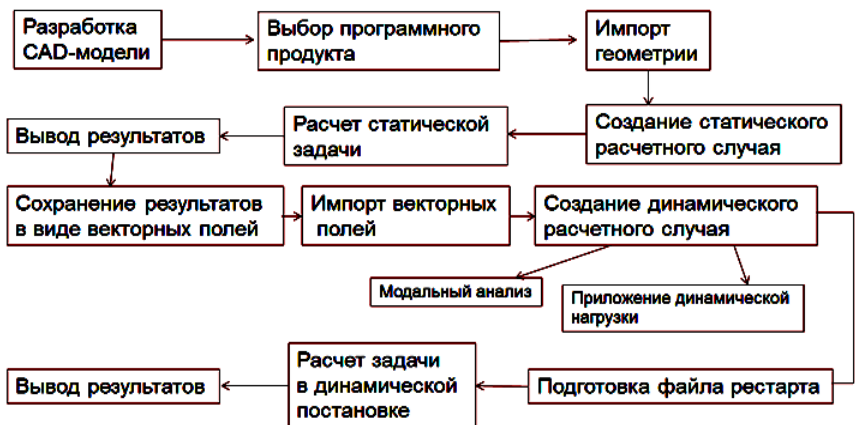 Разработка
CAD-модели
Выбор программного
продукта
Импорт
геометрии
Вывод результатов
Расчет статической
задачи
Создание статического
расчетного случая
Сохранение результатов
в виде векторных полей
Импорт векторных
полей
Создание динамического
расчетного случая
Модальный анализ
Приложение динамической
нагрузки
Вывод результатов
Расчет задачи
в динамической
постановке
Подготовка файла рестарта